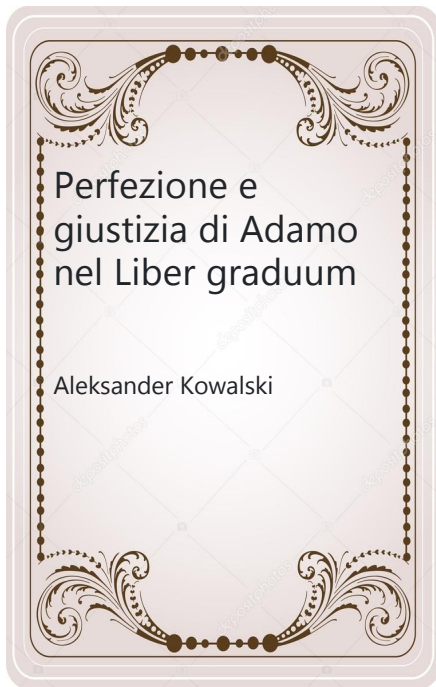 Perfezione e
giustizia di Adamo
nel Liber graduum
Aleksander Kowalski